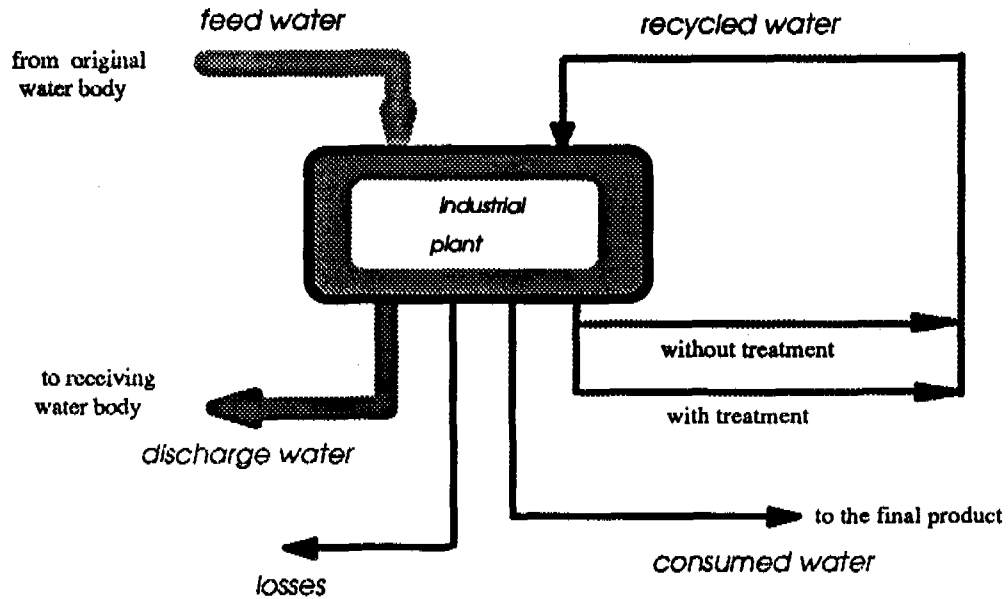 feed water
recycled water
from original
water body
industrial
plant
without treatment
to receiving
water body
with treatment
discharge water
to the final product
consumed water
losses